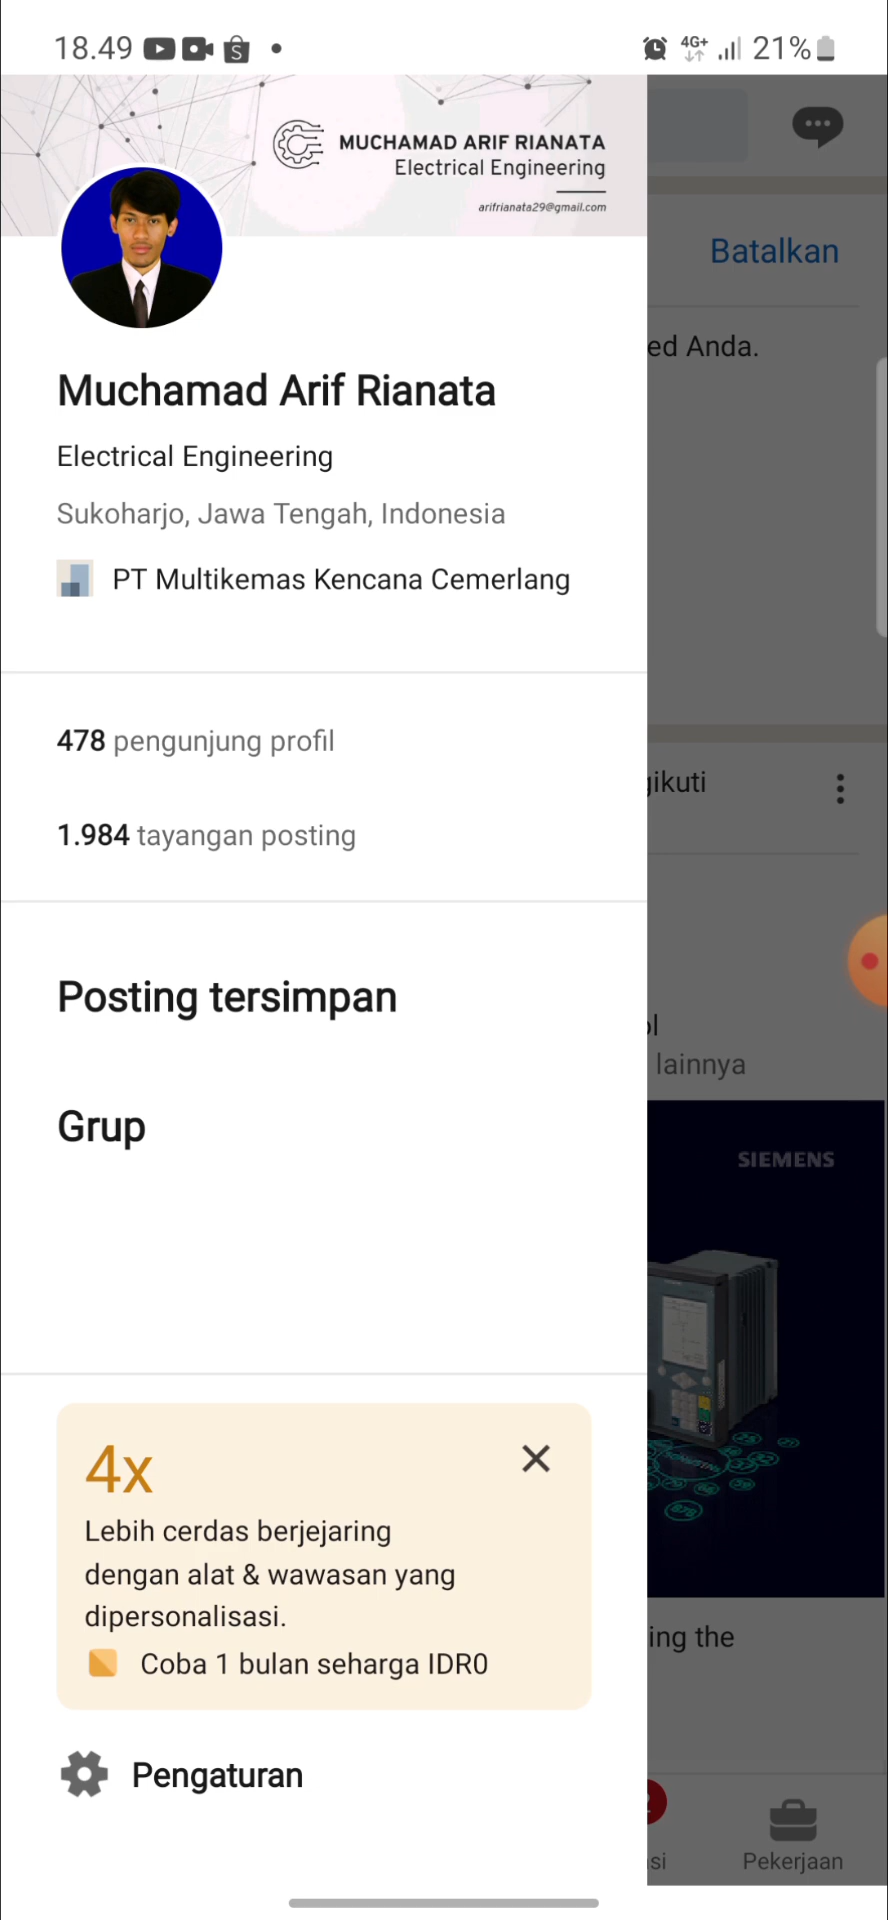 18.49
4G+
21%
MUCHAMAD ARIF RIANATA
Electrical Engineering
arifrianata29@gmail.com
Batalkan
ed Anda.
Muchamad Arif Rianata
Electrical Engineering
Sukoharjo, Jawa Tengah, Indonesia
PT Multikemas Kencana Cemerlang
478 pengunjung profil
gikuti
1.984 tayangan posting
Posting tersimpan
ol
lainnya
Grup
SIEMENS
4x
Lebih cerdas berjejaring
dengan alat & wawasan yang
dipersonalisasi.
Coba 1 bulan seharga IDR0
ing the
Pengaturan
si
Pekerjaan